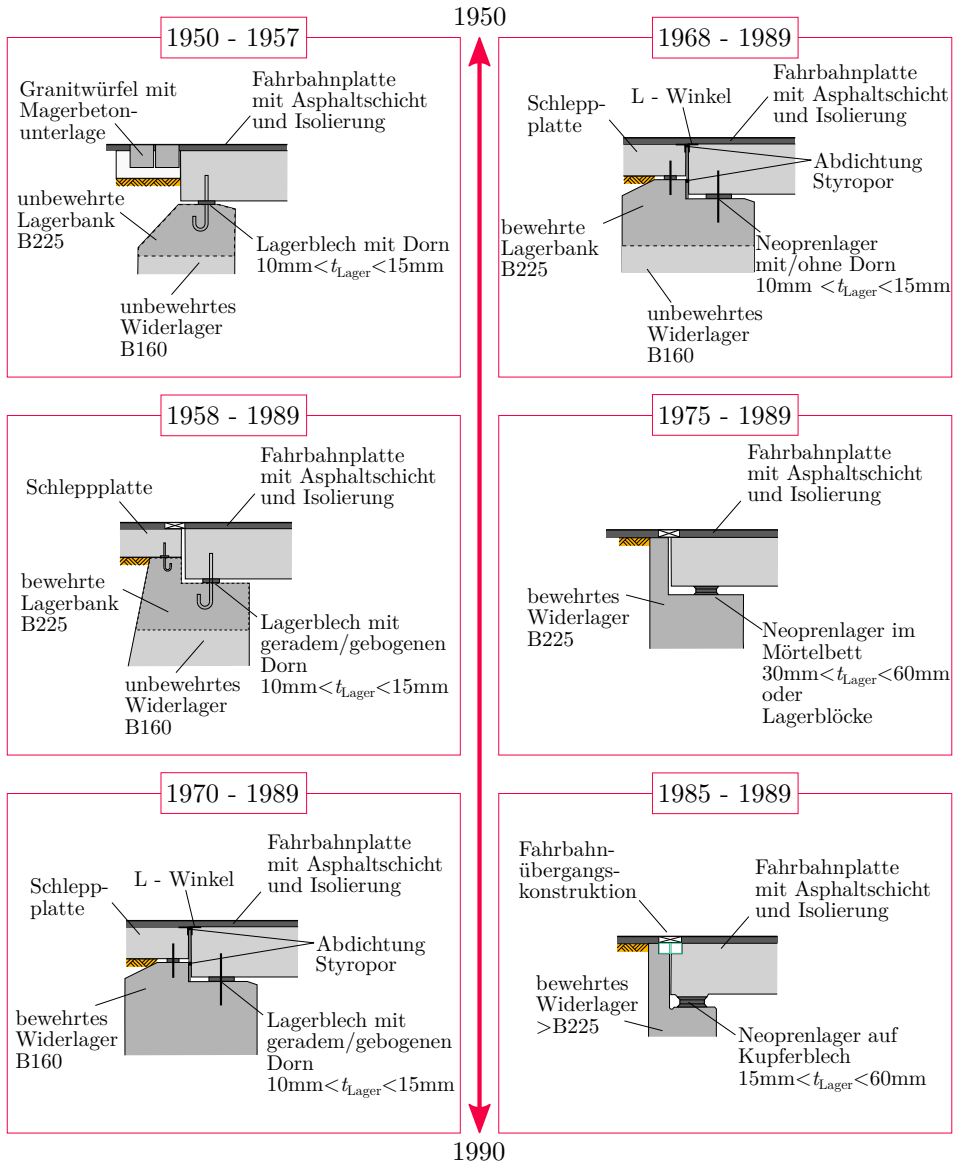 1950
1950 - 1957
Granitwürfel mit
Magerbeton-
unterlage
Fahrbahnplatte
mit Asphaltschicht
und Isolierung
unbewehrte
Lagerbank
B225
Lagerblech mit Dorn
10mm<tLager<15mm
unbewehrtes
Widerlager
B160
1968 - 1989
Fahrbahnplatte
mit Asphaltschicht
und Isolierung
L - Winkel
Schlepp-
platte
Abdichtung
Styropor
bewehrte
Lagerbank
B225
Neoprenlager
mit/ohne Dorn
10mm <tLager<15mm
unbewehrtes
Widerlager
B160
1958 - 1989
Fahrbahnplatte
mit Asphaltschicht
und Isolierung
Schleppplatte
bewehrte
Lagerbank
B225
Lagerblech mit
geradem/gebogenen
Dorn
10mm<tLager<15mm
unbewehrtes
Widerlager
B160
1975 - 1989
Fahrbahnplatte
mit Asphaltschicht
und Isolierung
bewehrtes
Widerlager
B225
Neoprenlager im
Mörtelbett
30mm<tLager<60mm
oder
Lagerblöcke
1970 - 1989
Fahrbahnplatte
mit Asphaltschicht
und Isolierung
L - Winkel
Schlepp-
platte
Abdichtung
Styropor
bewehrtes
Widerlager
B160
Lagerblech mit
geradem/gebogenen
Dorn
10mm<tLager<15mm
1985 - 1989
Fahrbahn-
übergangs-
konstruktion
Fahrbahnplatte
mit Asphaltschicht
und Isolierung
bewehrtes
Widerlager
>B225
Neoprenlager auf
Kupferblech
15mm<tLager<60mm
1990